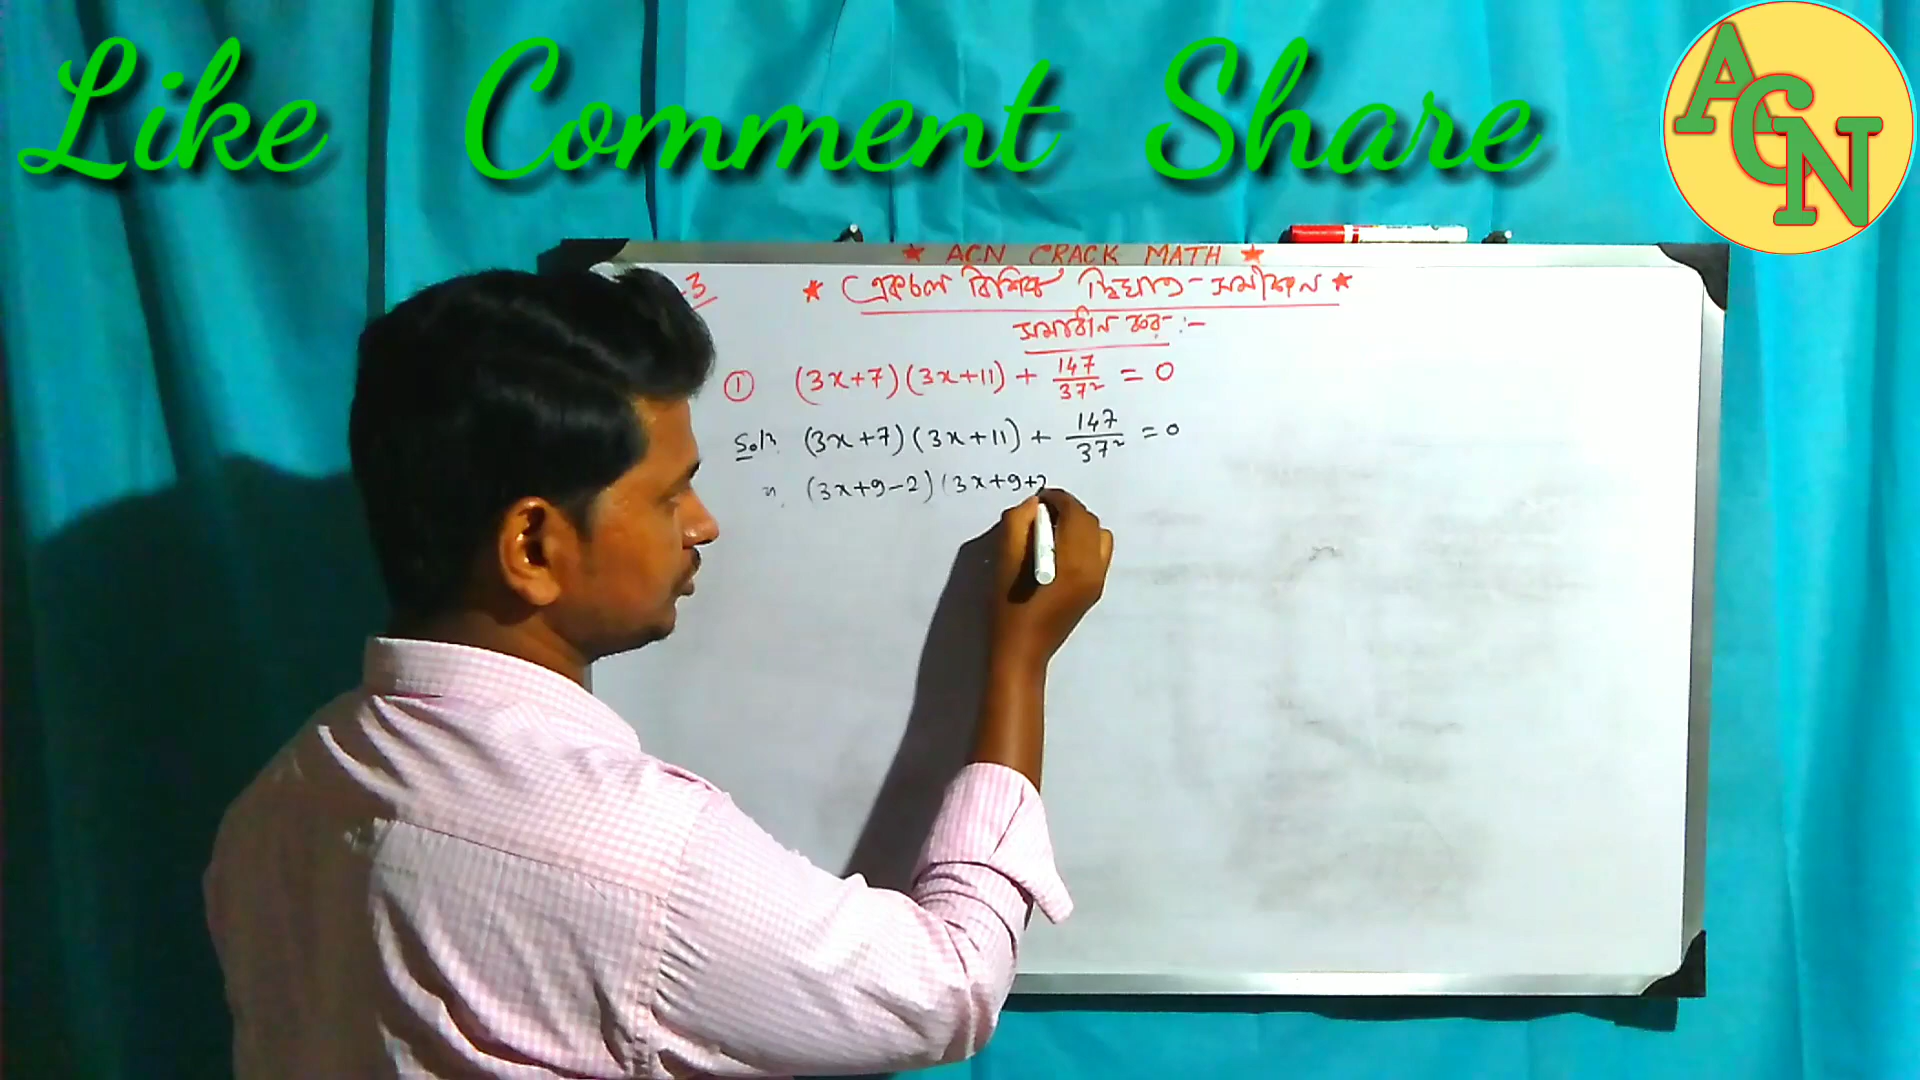 Like Comment Share
ACN
★ ACN CRACK MATH ★
.3
★ একচল বিশিষ্ট দ্বিঘাত-সমীকরণ ★
সমাধান কর :-
① (3x+7)(3x+11) + 147/37² = 0
Soln. (3x+7)(3x+11) + 147/37² = 0
(3x+9-2)(3x+9+2